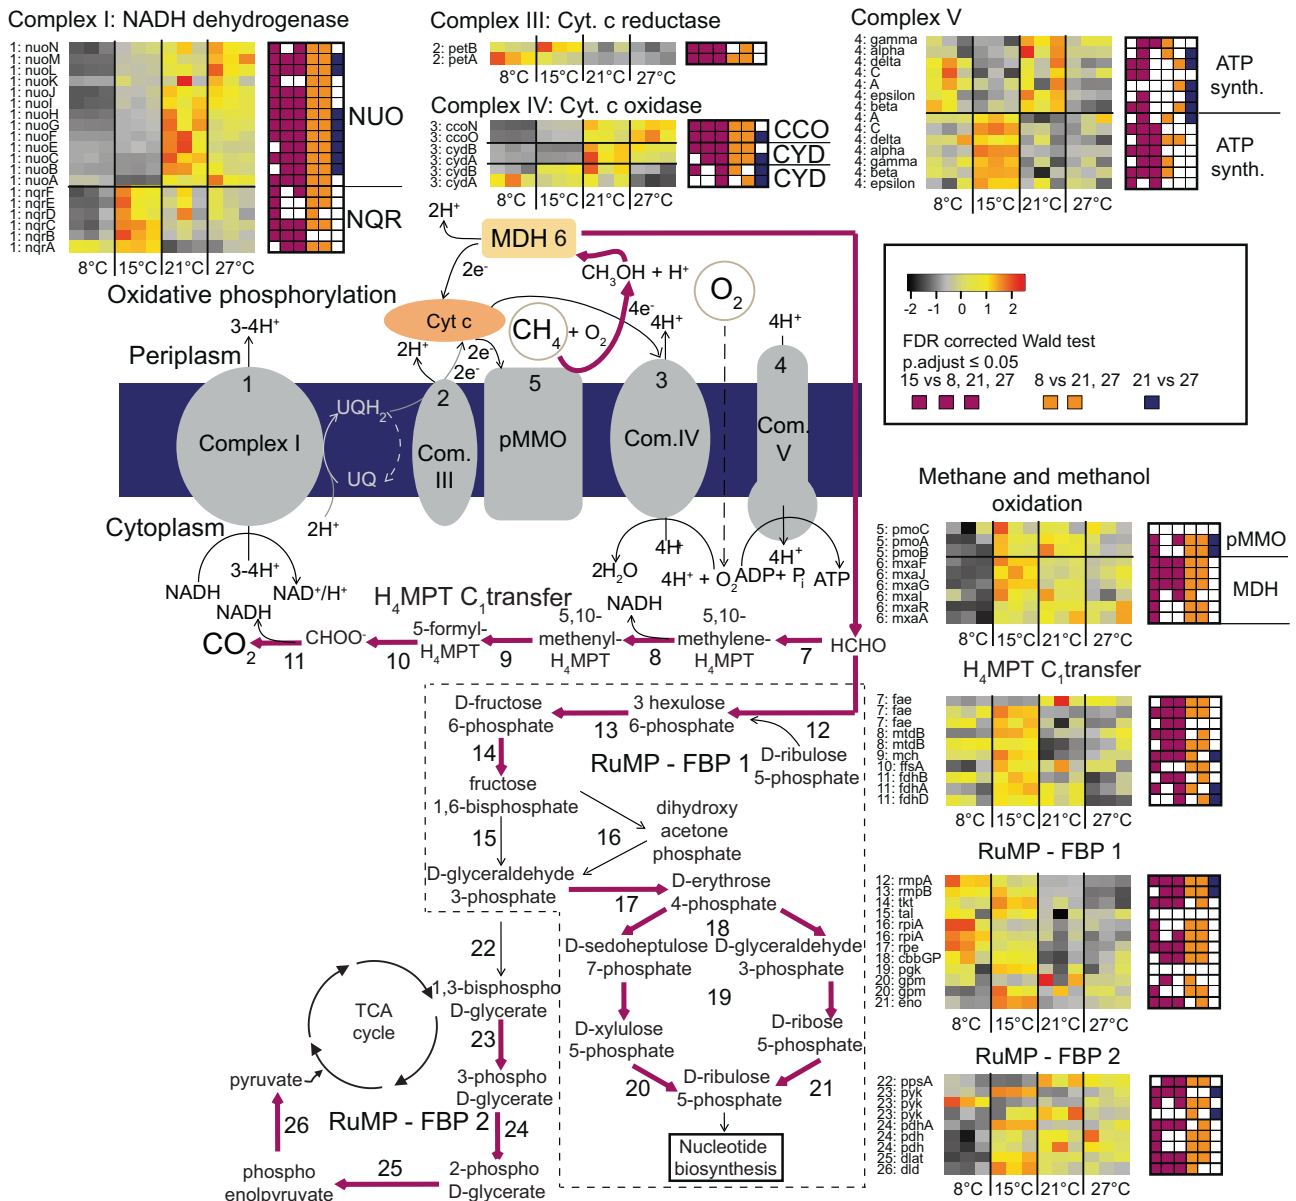 Complex I: NADH dehydrogenase
1: nuoN
1: nuoM
1: nuoL
1: nuoK
1: nuoJ
1: nuoI
1: nuoH
1: nuoG
1: nuoF
1: nuoE
1: nuoC
1: nuoB
1: nuoA
1: nqrF
1: nqrE
1: nqrD
1: nqrC
1: nqrB
1: nqrA
NUO
NQR
8°C 15°C 21°C 27°C
Complex III: Cyt. c reductase
2: petB
2: petA
8°C 15°C 21°C 27°C
Complex IV: Cyt. c oxidase
3: ccoN
3: ccoO
3: cydB
3: cydA
3: cydB
3: cydA
CCO
CYD
CYD
8°C 15°C 21°C 27°C
Complex V
4: gamma
4: alpha
4: delta
4: C
4: A
4: epsilon
4: beta
4: A
4: C
4: delta
4: alpha
4: gamma
4: beta
4: epsilon
ATP
synth.
ATP
synth.
8°C 15°C 21°C 27°C
-2 -1 0 1 2
FDR corrected Wald test
p.adjust ≤ 0.05
15 vs 8, 21, 27 8 vs 21, 27 21 vs 27
Oxidative phosphorylation
2H⁺
MDH 6
2e⁻
CH₃OH + H⁺
O₂
3-4H⁺
Cyt c
CH₄ + O₂
4e⁻
4H⁺
4H⁺
Periplasm
2H⁺
2e⁻
2e⁻
1
2
5
3
4
UQH₂
Complex I
Com.
III
pMMO
Com.IV
Com.
V
UQ
Cytoplasm
2H⁺
3-4H⁺
NADH
NAD⁺/H⁺
4H⁺
2H₂O
4H⁺ + O₂
4H⁺
ADP+ Pᵢ
ATP
H₄MPT C₁transfer
NADH
NADH
CO₂
11
CHOO⁻
10
5-formyl-
H₄MPT
9
5,10-
methenyl-
H₄MPT
8
5,10-
methylene-
H₄MPT
7
HCHO
D-fructose
6-phosphate
13
3 hexulose
6-phosphate
12
14
RuMP - FBP 1
D-ribulose
5-phosphate
fructose
1,6-bisphosphate
dihydroxy
acetone
phosphate
15
16
D-glyceraldehyde
3-phosphate
17
D-erythrose
4-phosphate
18
D-sedoheptulose
7-phosphate
D-glyceraldehyde
3-phosphate
19
D-xylulose
5-phosphate
D-ribose
5-phosphate
20
D-ribulose
5-phosphate
21
Nucleotide
biosynthesis
22
1,3-bisphospho
D-glycerate
23
TCA
cycle
pyruvate
3-phospho
D-glycerate
RuMP - FBP 2
24
26
25
phospho
enolpyruvate
2-phospho
D-glycerate
Methane and methanol
oxidation
5: pmoC
5: pmoA
5: pmoB
6: mxaF
6: mxaJ
6: mxaG
6: mxaI
6: mxaR
6: mxaA
pMMO
MDH
8°C 15°C 21°C 27°C
H₄MPT C₁transfer
7: fae
7: fae
7: fae
8: mtdB
8: mtdB
9: mch
10: ffsA
11: fdhB
11: fdhA
11: fdhD
8°C 15°C 21°C 27°C
RuMP - FBP 1
12: rmpA
13: rmpB
14: tkt
15: tal
16: rpiA
16: rpiA
17: rpe
18: cbbGP
19: pgk
20: gpm
20: gpm
21: eno
8°C 15°C 21°C 27°C
RuMP - FBP 2
22: ppsA
23: pyk
23: pyk
23: pyk
24: pdhA
24: pdh
24: pdh
25: dlat
26: dld
8°C 15°C 21°C 27°C